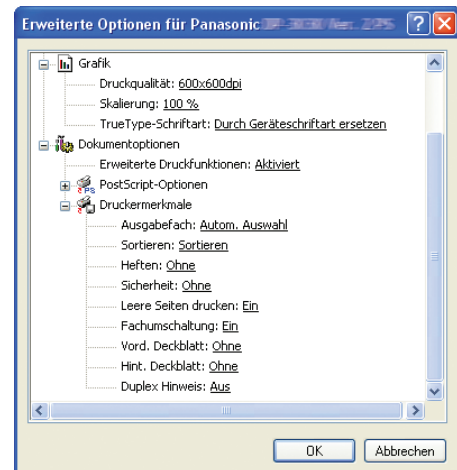 Erweiterte Optionen für Panasonic
Grafik
Druckqualität: 600x600dpi
Skalierung: 100 %
TrueType-Schriftart: Durch Geräteschriftart ersetzen
Dokumentoptionen
Erweiterte Druckfunktionen: Aktiviert
PostScript-Optionen
Druckermerkmale
Ausgabefach: Autom. Auswahl
Sortieren: Sortieren
Heften: Ohne
Sicherheit: Ohne
Leere Seiten drucken: Ein
Fachumschaltung: Ein
Vord. Deckblatt: Ohne
Hint. Deckblatt: Ohne
Duplex Hinweis: Aus
OK Abbrechen